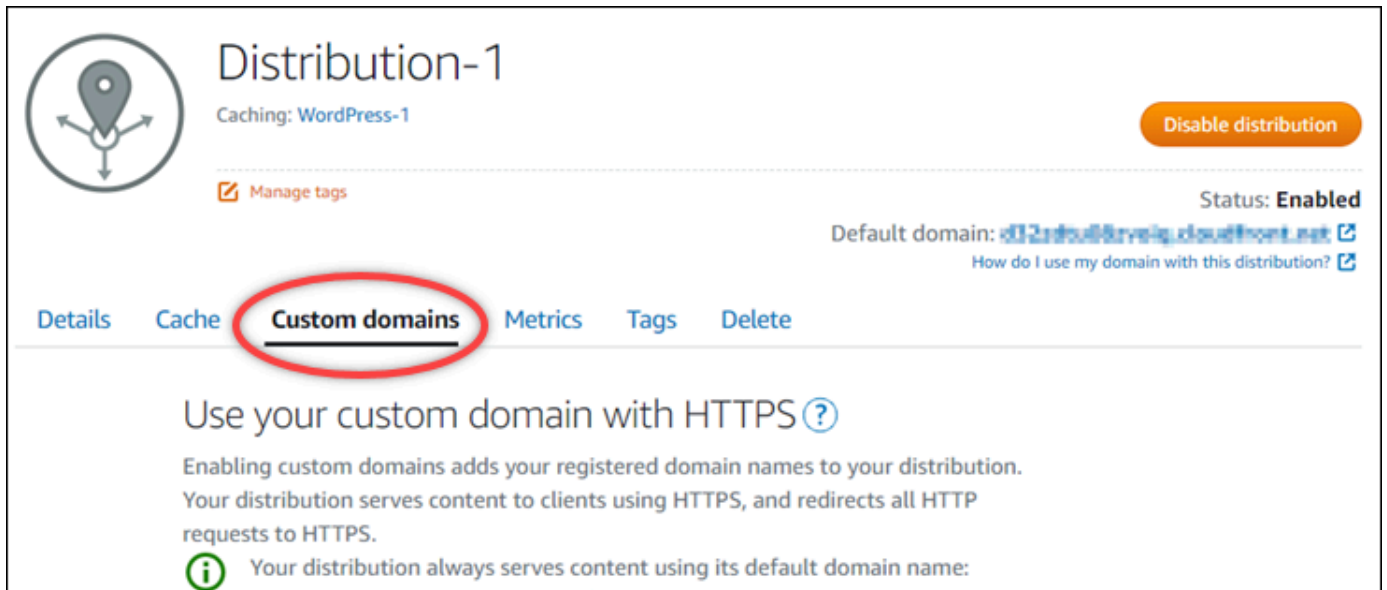 Distribution-1
Caching: WordPress-1
Disable distribution
Manage tags
Status: Enabled
Default domain:
How do I use my domain with this distribution?
Details Cache Custom domains Metrics Tags Delete
Use your custom domain with HTTPS ?
Enabling custom domains adds your registered domain names to your distribution.
Your distribution serves content to clients using HTTPS, and redirects all HTTP
requests to HTTPS.
Your distribution always serves content using its default domain name: